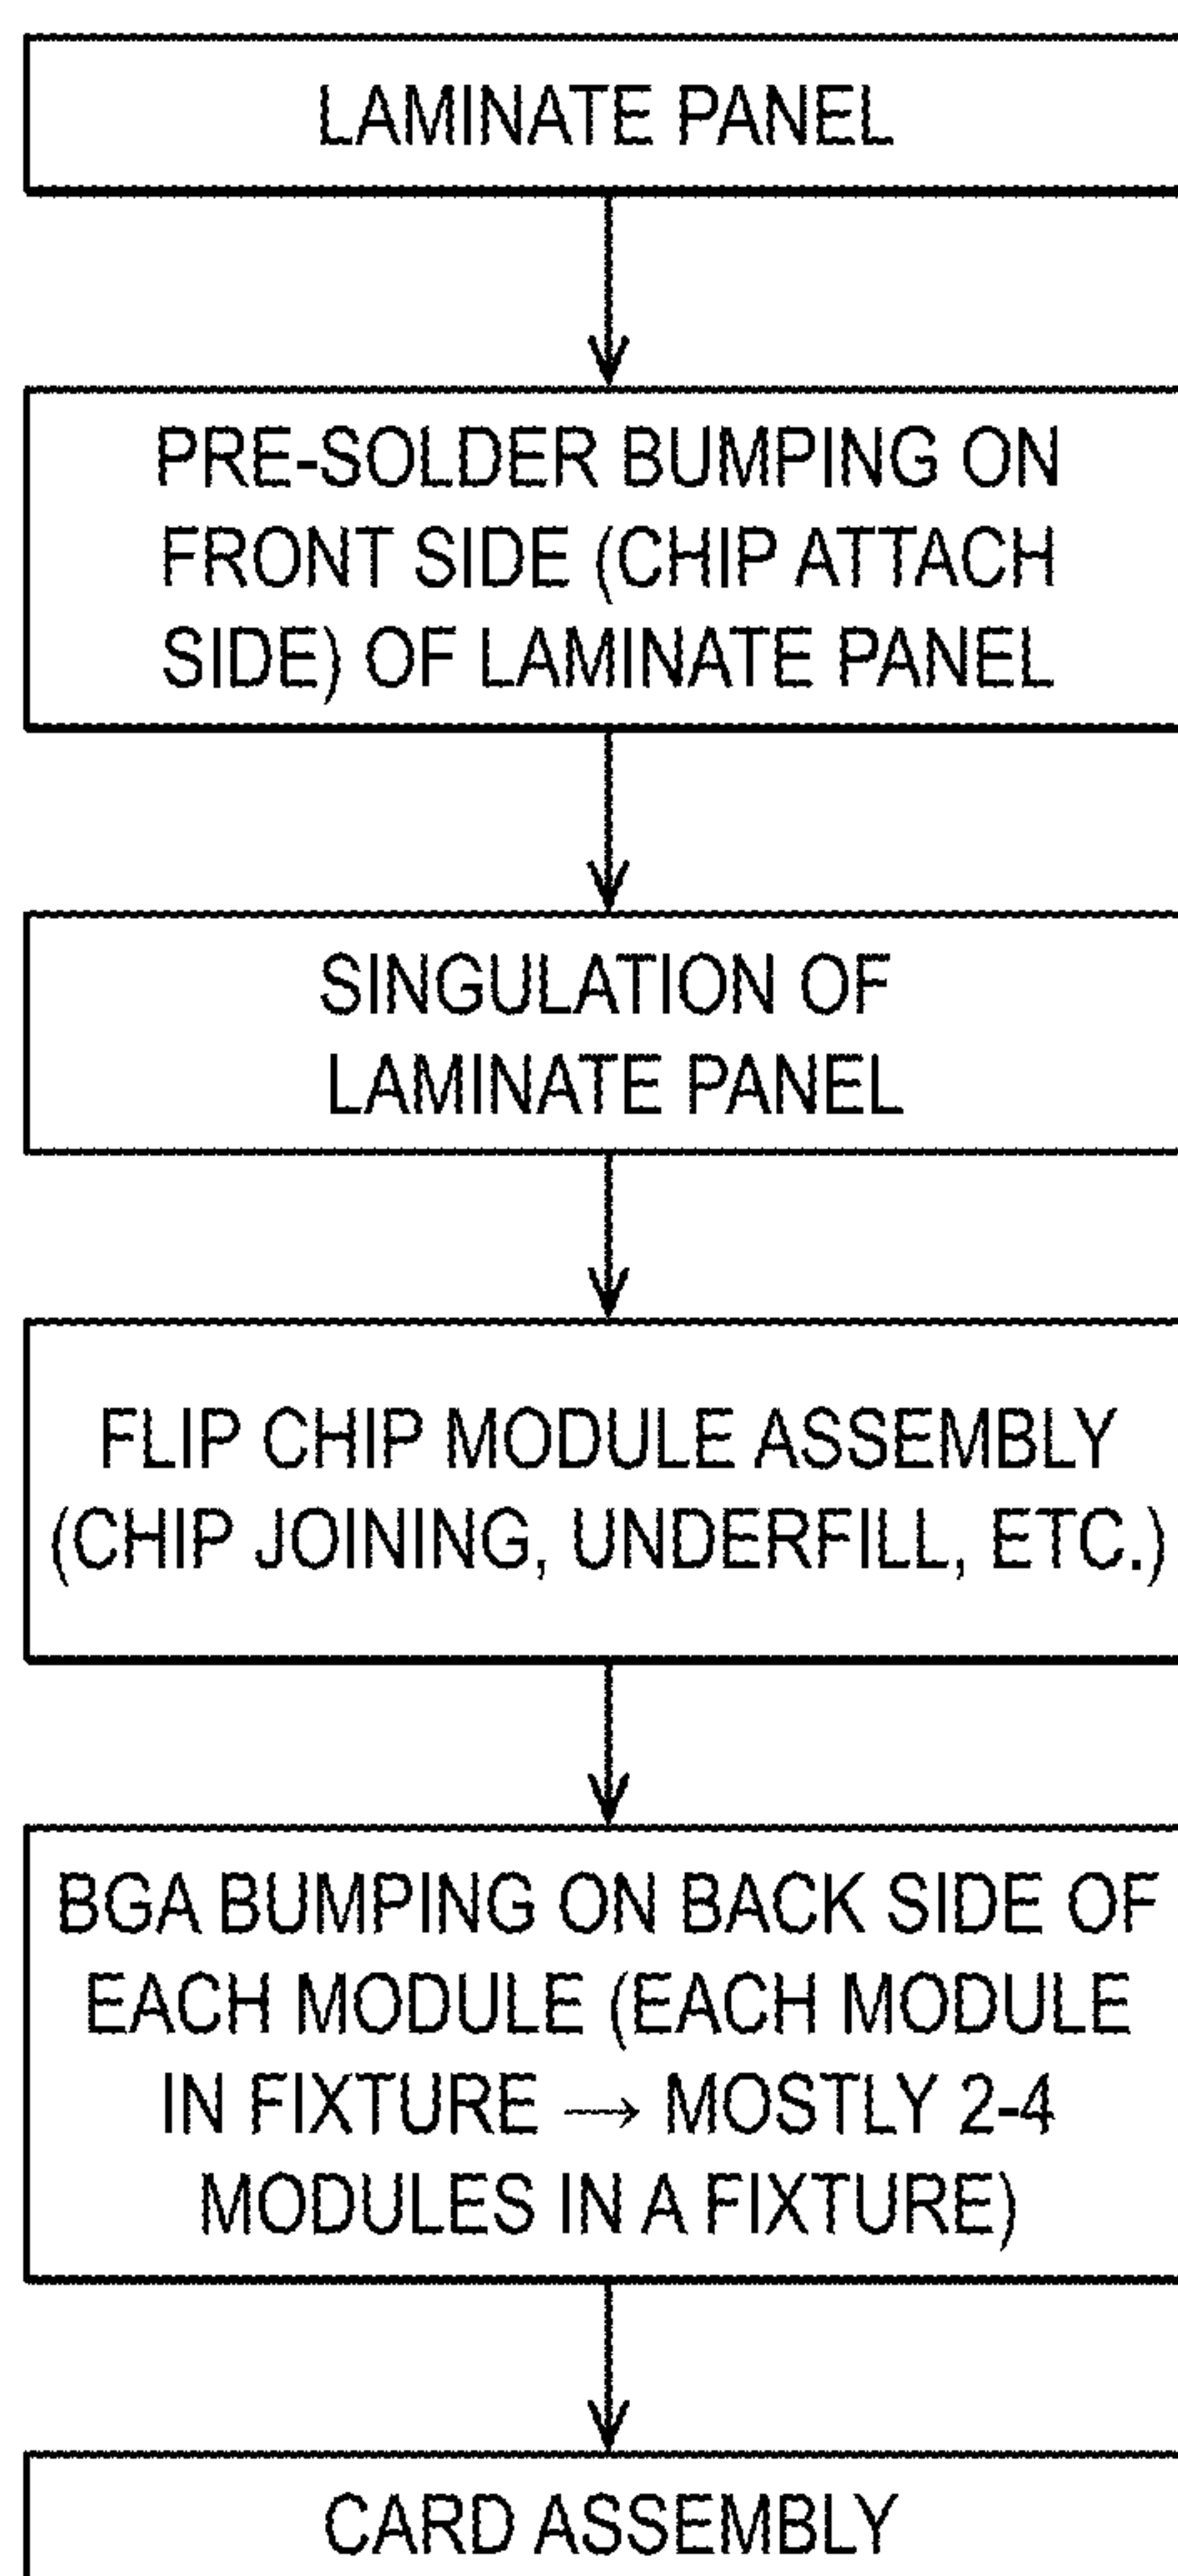 LAMINATE PANEL
PRE-SOLDER BUMPING ON
FRONT SIDE (CHIP ATTACH
SIDE) OF LAMINATE PANEL
SINGULATION OF
LAMINATE PANEL
FLIP CHIP MODULE ASSEMBLY
(CHIP JOINING, UNDERFILL, ETC.)
BGA BUMPING ON BACK SIDE OF
EACH MODULE (EACH MODULE
IN FIXTURE → MOSTLY 2-4
MODULES IN A FIXTURE)
CARD ASSEMBLY